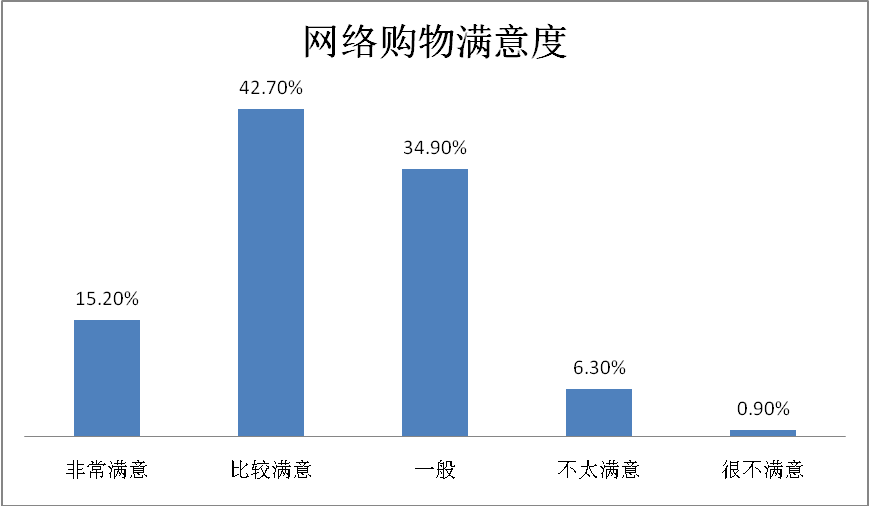 网络购物满意度
42.70%
34.90%
15.20%
6.30%
0.90%
非常满意 比较满意 一般 不太满意 很不满意